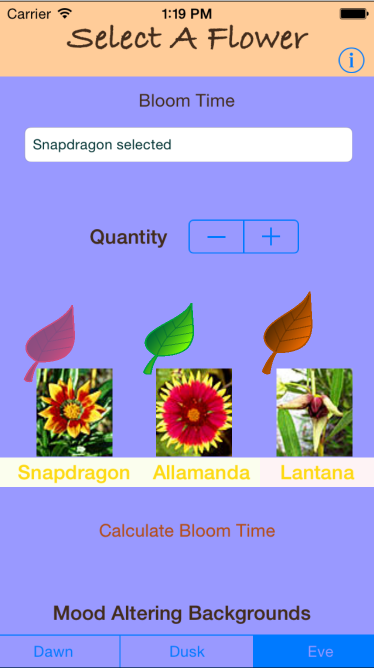 Carrier 1:19 PM
Select A Flower
Bloom Time
Snapdragon selected
Quantity
Snapdragon Allamanda Lantana
Calculate Bloom Time
Mood Altering Backgrounds
Dawn Dusk Eve